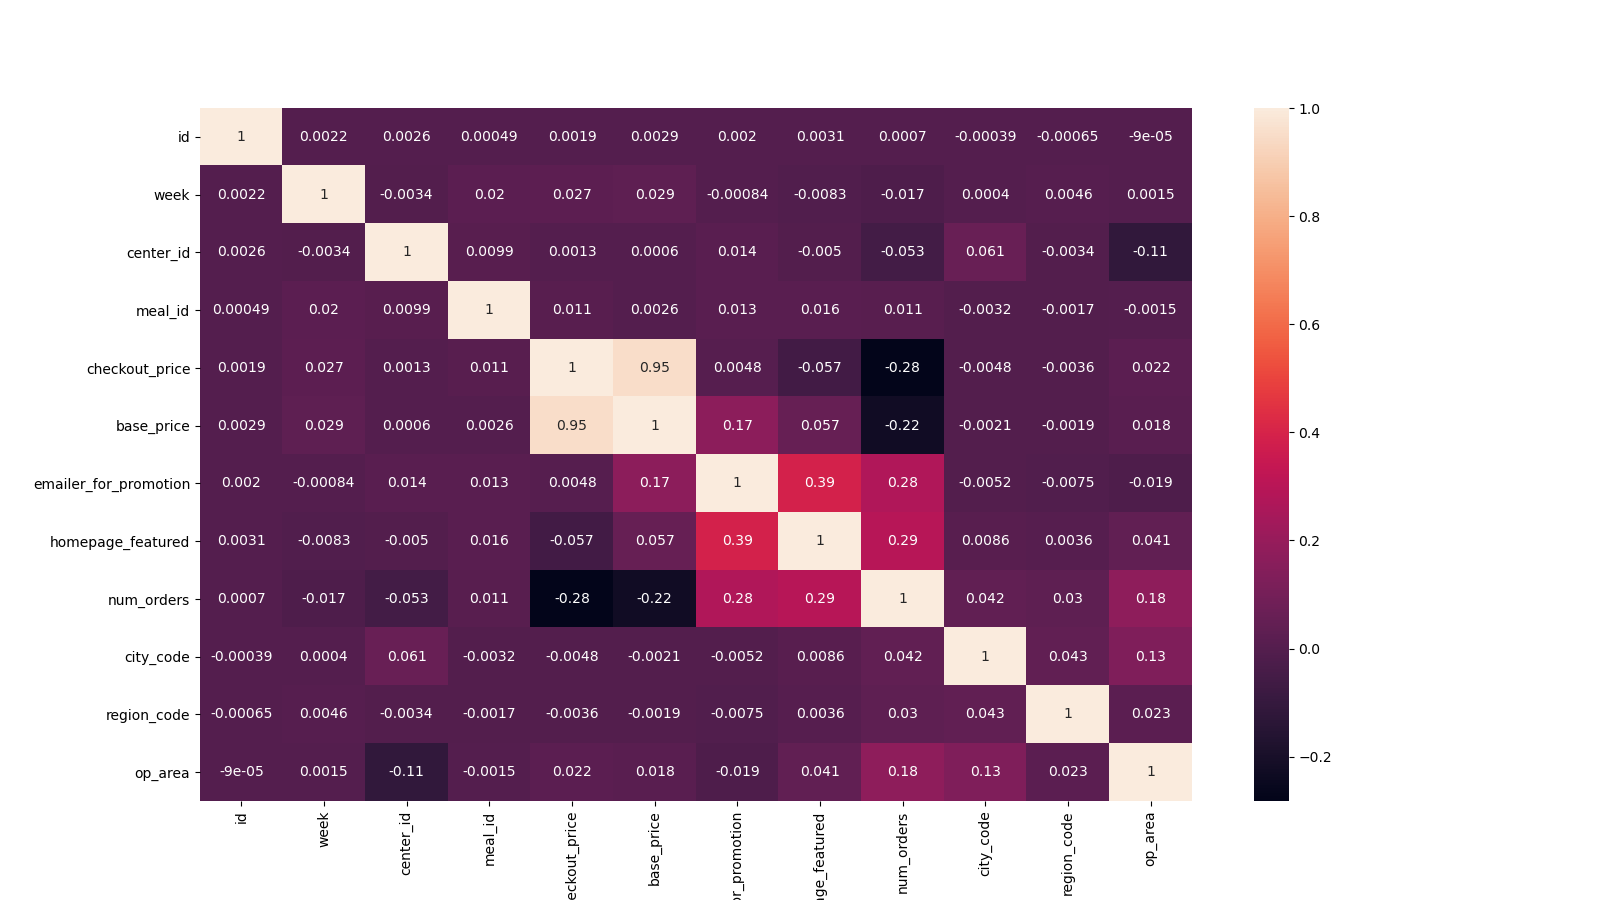 id 1 0.0022 0.0026 0.00049 0.0019 0.0029 0.002 0.0031 0.0007 -0.00039 -0.00065 -9e-05
week 0.0022 1 -0.0034 0.02 0.027 0.029 -0.00084 -0.0083 -0.017 0.0004 0.0046 0.0015
center_id 0.0026 -0.0034 1 0.0099 0.0013 0.0006 0.014 -0.005 -0.053 0.061 -0.0034 -0.11
meal_id 0.00049 0.02 0.0099 1 0.011 0.0026 0.013 0.016 0.011 -0.0032 -0.0017 -0.0015
checkout_price 0.0019 0.027 0.0013 0.011 1 0.95 0.0048 -0.057 -0.28 -0.0048 -0.0036 0.022
base_price 0.0029 0.029 0.0006 0.0026 0.95 1 0.17 0.057 -0.22 -0.0021 -0.0019 0.018
emailer_for_promotion 0.002 -0.00084 0.014 0.013 0.0048 0.17 1 0.39 0.28 -0.0052 -0.0075 -0.019
homepage_featured 0.0031 -0.0083 -0.005 0.016 -0.057 0.057 0.39 1 0.29 0.0086 0.0036 0.041
num_orders 0.0007 -0.017 -0.053 0.011 -0.28 -0.22 0.28 0.29 1 0.042 0.03 0.18
city_code -0.00039 0.0004 0.061 -0.0032 -0.0048 -0.0021 -0.0052 0.0086 0.042 1 0.043 0.13
region_code -0.00065 0.0046 -0.0034 -0.0017 -0.0036 -0.0019 -0.0075 0.0036 0.03 0.043 1 0.023
op_area -9e-05 0.0015 -0.11 -0.0015 0.022 0.018 -0.019 0.041 0.18 0.13 0.023 1
id
week
center_id
meal_id
eckout_price
base_price
or_promotion
age_featured
num_orders
city_code
region_code
op_area
1.0
0.8
0.6
0.4
0.2
0.0
−0.2